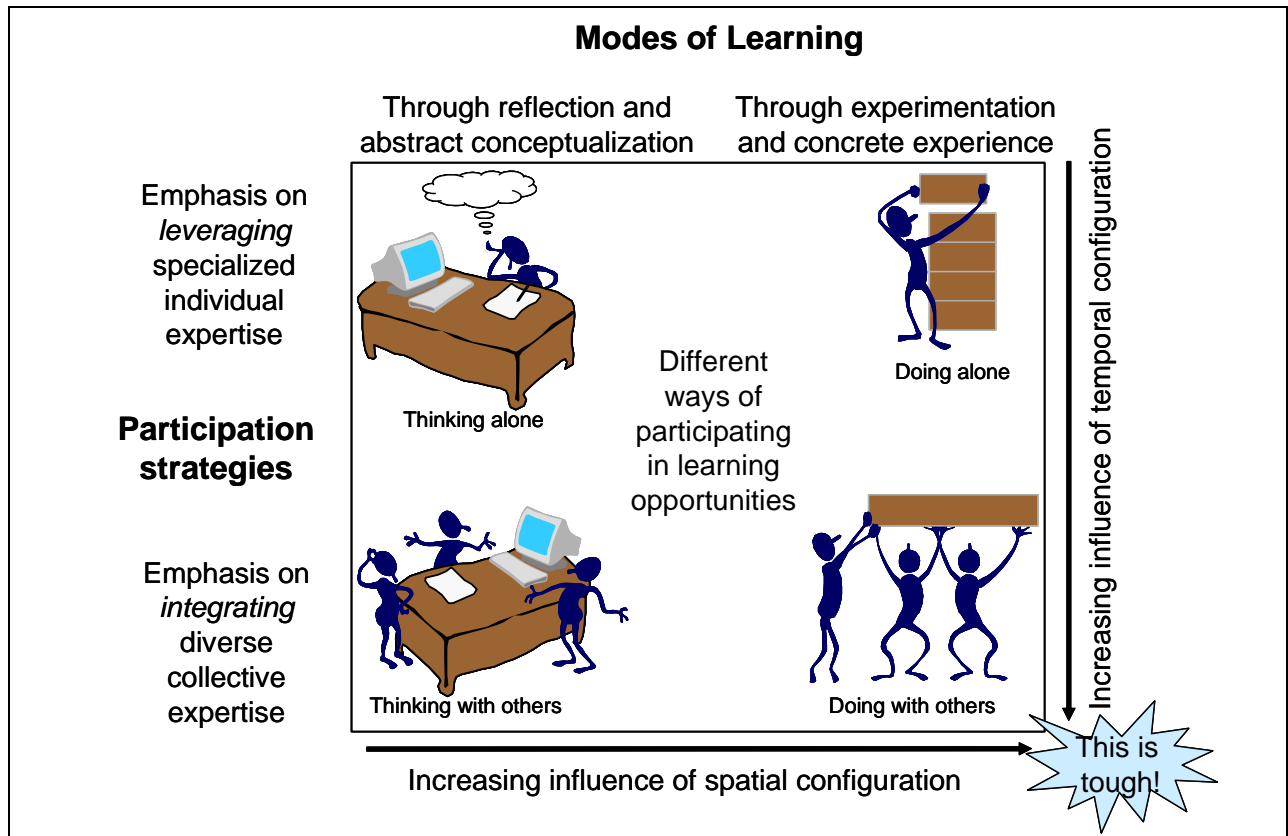 Modes of Learning
Through reflection and
abstract conceptualization
Through experimentation
and concrete experience
Emphasis on
leveraging
specialized
individual
expertise
Thinking alone
Doing alone
Different
ways of
participating
in learning
opportunities
Participation
strategies
Emphasis on
integrating
diverse
collective
expertise
Thinking with others
Doing with others
Increasing influence of temporal configuration
Increasing influence of spatial configuration
This is
tough!